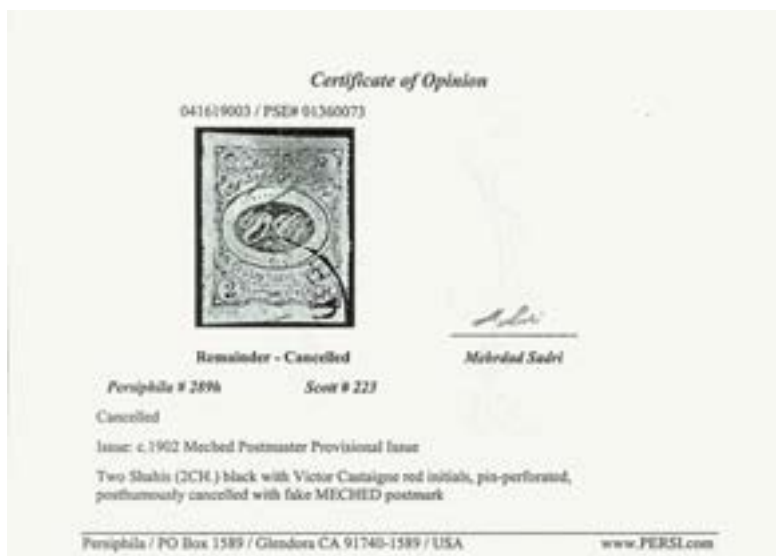 Certificate of Opinion
041619003 / PSE# 01360073
2
Remainder - Cancelled
Mehrdad Sadri
Persiphila # 289h
Scott # 223
Cancelled
Issue: c.1902 Meched Postmaster Provisional Issue
Two Shahis (2CH.) black with Victor Castaigne red initials, pin-perforated,
posthumously cancelled with fake MECHED postmark
Persiphila / PO Box 1589 / Glendora CA 91740-1589 / USA
www.PERSI.com